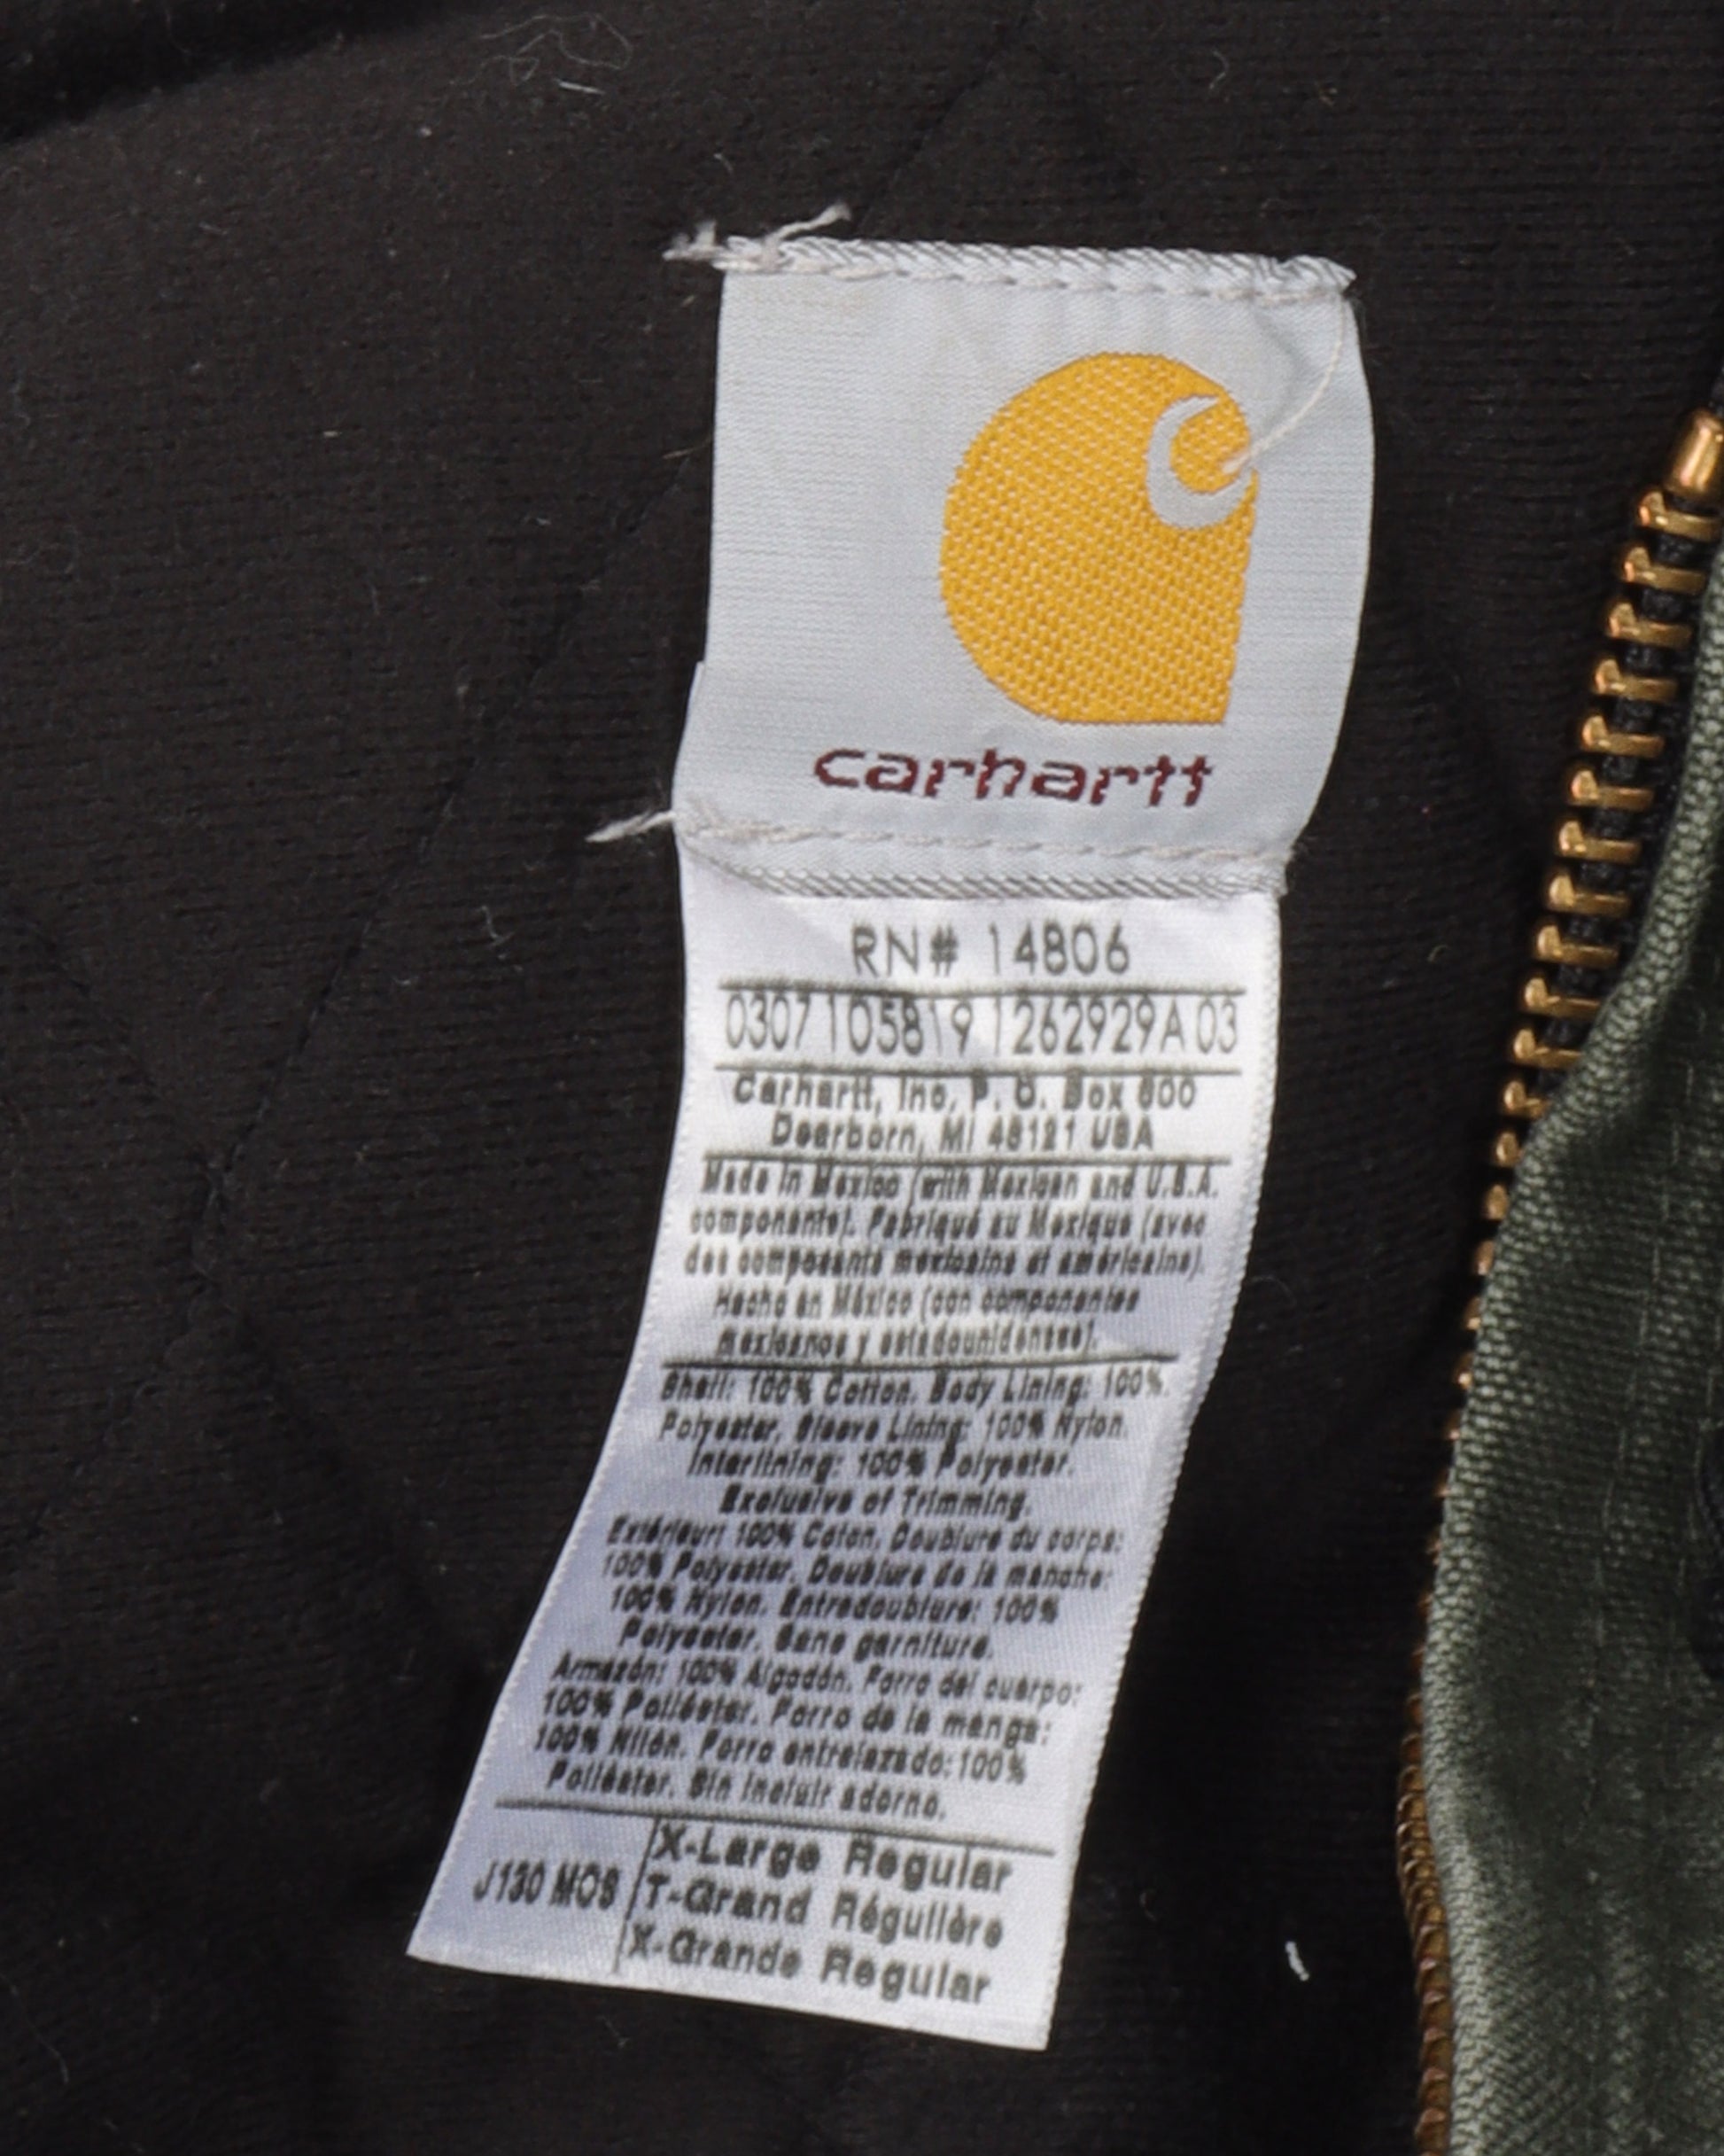 carhartt
RN# 14806
0307 105819 1262929A 03
Carhartt, Inc. P. O. Box 600
Dearborn, MI 48121 USA
Made in Mexico (with Mexican and U.S.A.
components). Fabriqué au Mexique (avec
des composants mexicains et américains).
Hecho en México (con componentes
mexicanos y estadounidenses).
Shell: 100% Cotton. Body Lining: 100%
Polyester. Sleeve Lining: 100% Nylon.
Interlining: 100% Polyester.
Exclusive of Trimming.
Extérieur: 100% Coton. Doublure du corps:
100% Polyester. Doublure de la manche:
100% Nylon. Entredoublure: 100%
Polyester. Sans garniture.
Armazón: 100% Algodón. Forro del cuerpo:
100% Poliéster. Forro de la manga:
100% Nilón. Forro entrelazado: 100%
Poliéster. Sin incluir adorno.
J130 MOS
X-Large Regular
T-Grand Régulière
X-Grande Regular